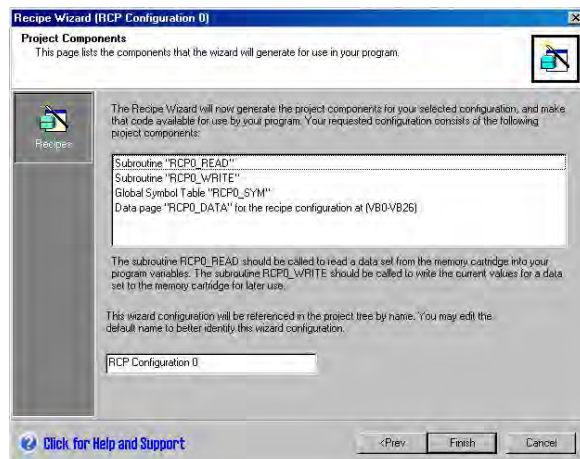 Recipe Wizard (RCP Configuration 0)
Project Components
This page lists the components that the wizard will generate for use in your program.
Recipes
The Recipe Wizard will now generate the project components for your selected configuration, and make
that code available for use by your program. Your requested configuration consists of the following
project components:
Subroutine "RCP0_READ"
Subroutine "RCP0_WRITE"
Global Symbol Table "RCP0_SYM"
Data page "RCP0_DATA" for the recipe configuration at (VB0-VB26)
The subroutine RCP0_READ should be called to read a data set from the memory cartridge into your
program variables. The subroutine RCP0_WRITE should be called to write the current values for a data
set to the memory cartridge for later use.
This wizard configuration will be referenced in the project tree by name. You may edit the
default name to better identify this wizard configuration.
RCP Configuration 0
Click for Help and Support
<Prev
Finish
Cancel